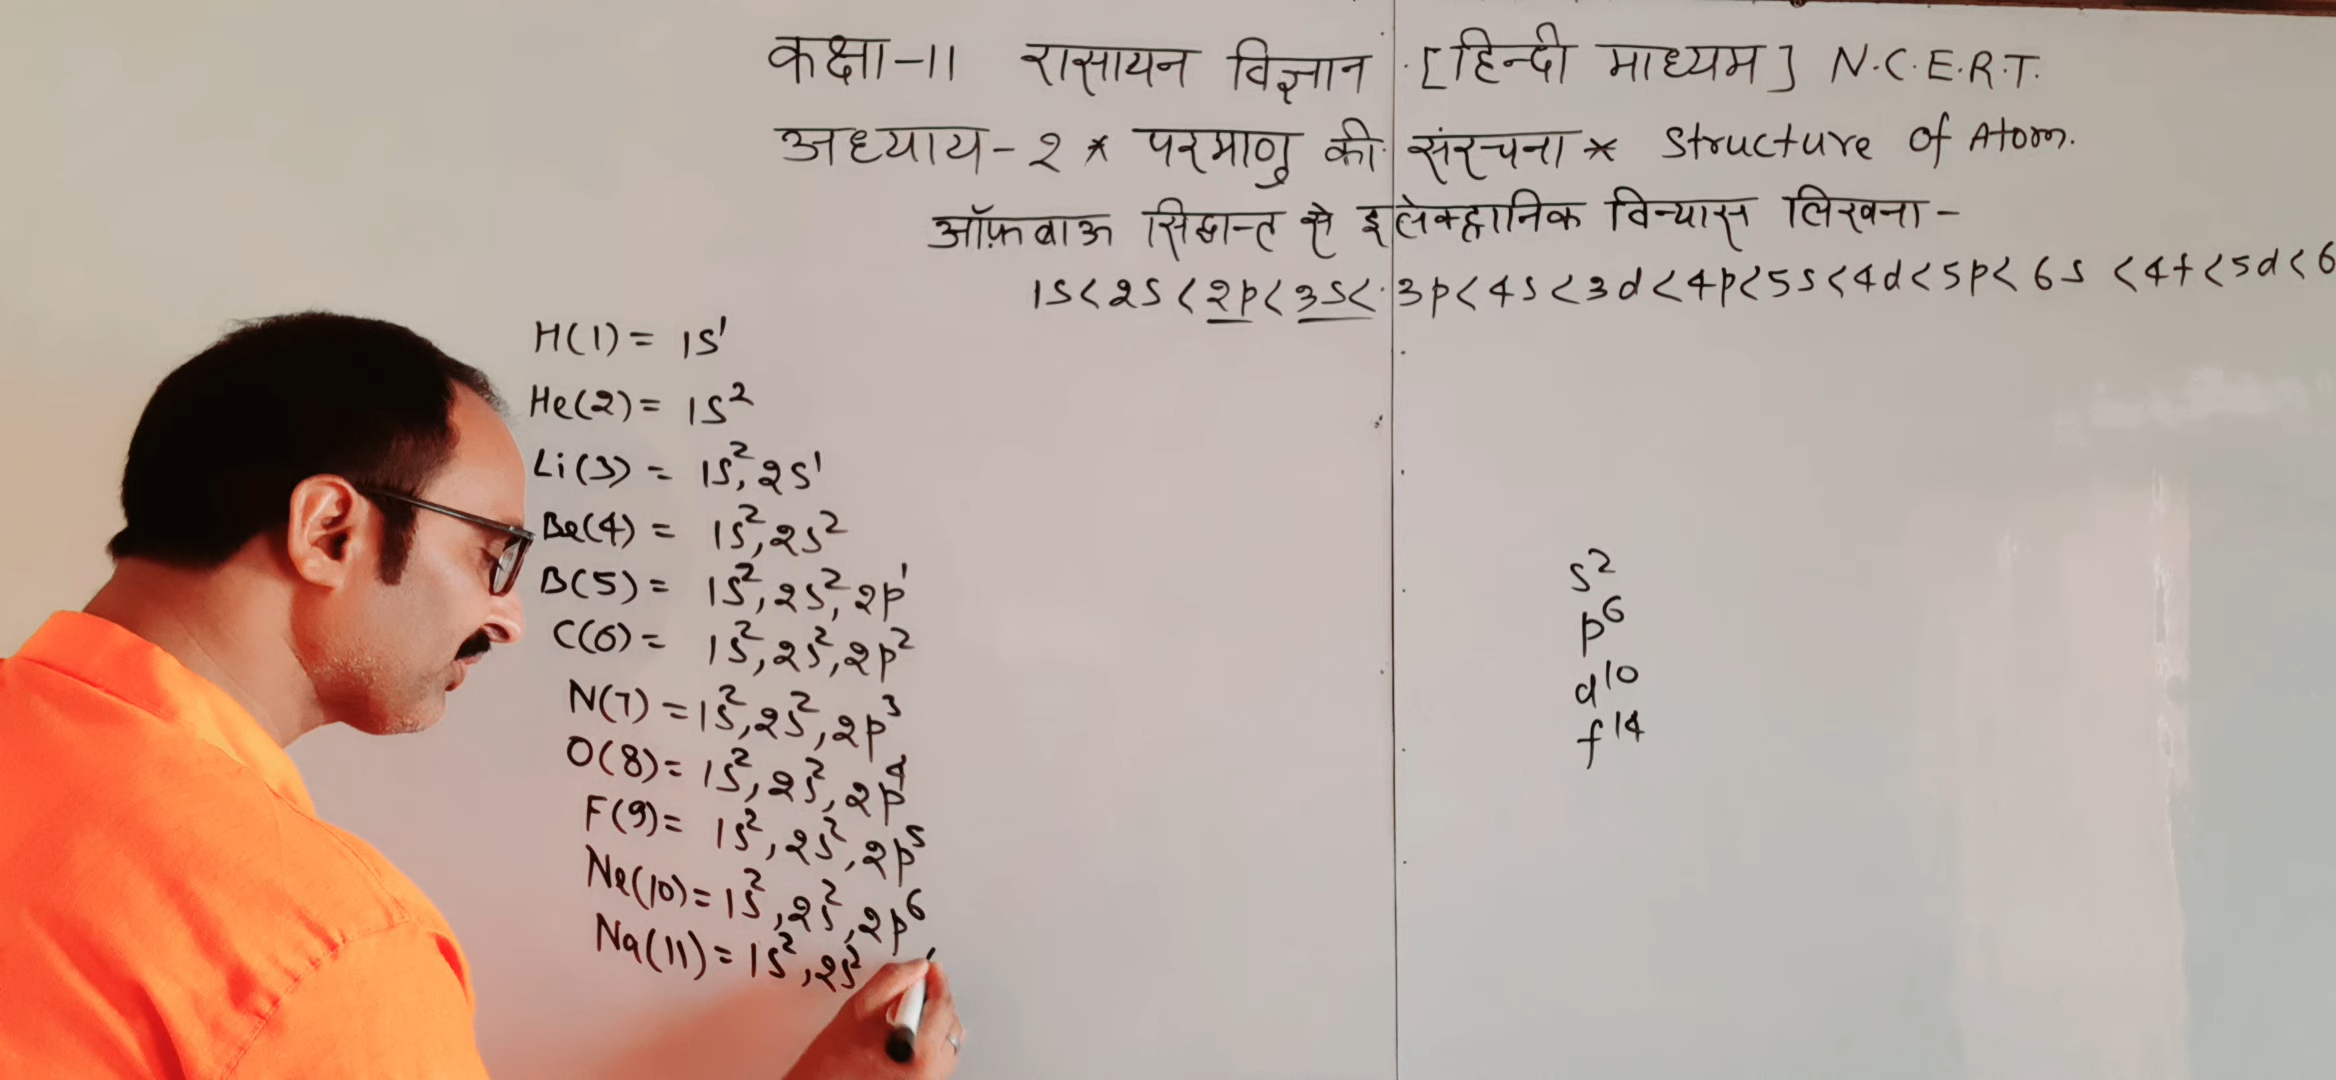 कक्षा-11 रासायन विज्ञान [हिन्दी माध्यम] N.C.E.R.T.
अध्याय-2 * परमाणु की संरचना * Structure of Atom.
ऑफ़बाऊ सिद्धान्त से इलेक्ट्रानिक विन्यास लिखना-
1s<2s<2p<3s<3p<4s<3d<4p<5s<4d<5p<6s<4f<5d<6
H(1)= 1s¹
He(2)= 1s²
Li(3)= 1s²,2s¹
Be(4)= 1s²,2s²
B(5)= 1s²,2s²,2p¹
C(6)= 1s²,2s²,2p²
N(7)=1s²,2s²,2p³
O(8)= 1s²,2s²,2p⁴
F(9)= 1s²,2s²,2p⁵
Ne(10)=1s²,2s²,2p⁶
Na(11)=1s²,2s²
s²
p⁶
d¹⁰
f¹⁴